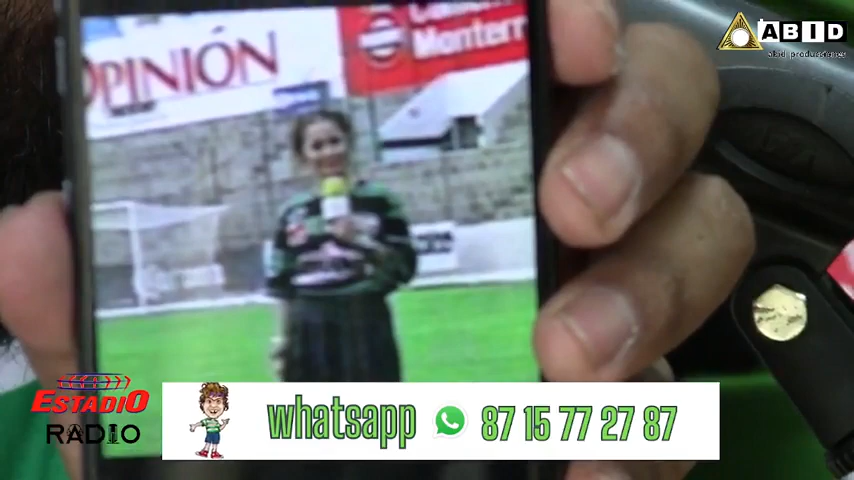 ABID
abid producciones
OPINIÓN
Monterr
ESTADIO
RADIO
whatsapp 87 15 77 27 87